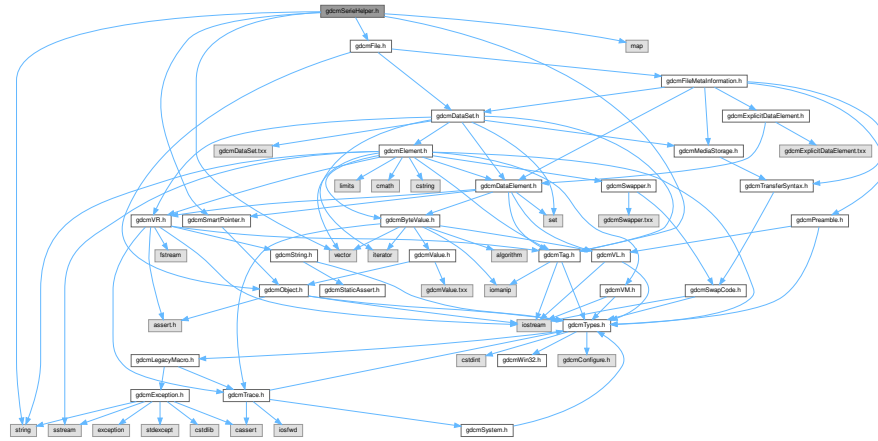 gdcmSerieHelper.h
map
gdcmFile.h
gdcmFileMetaInformation.h
gdcmDataSet.h
gdcmExplicitDataElement.h
gdcmDataSet.txx
gdcmElement.h
gdcmMediaStorage.h
gdcmExplicitDataElement.txx
limits
cmath
cstring
gdcmDataElement.h
gdcmSwapper.h
gdcmTransferSyntax.h
gdcmVR.h
gdcmSmartPointer.h
gdcmByteValue.h
set
gdcmSwapper.txx
gdcmPreamble.h
fstream
gdcmString.h
vector
iterator
gdcmValue.h
algorithm
gdcmTag.h
gdcmVL.h
gdcmObject.h
gdcmStaticAssert.h
gdcmValue.txx
iomanip
gdcmVM.h
gdcmSwapCode.h
assert.h
iostream
gdcmTypes.h
gdcmLegacyMacro.h
cstdint
gdcmWin32.h
gdcmConfigure.h
gdcmException.h
gdcmTrace.h
string
sstream
exception
stdexcept
cstdlib
cassert
iosfwd
gdcmSystem.h